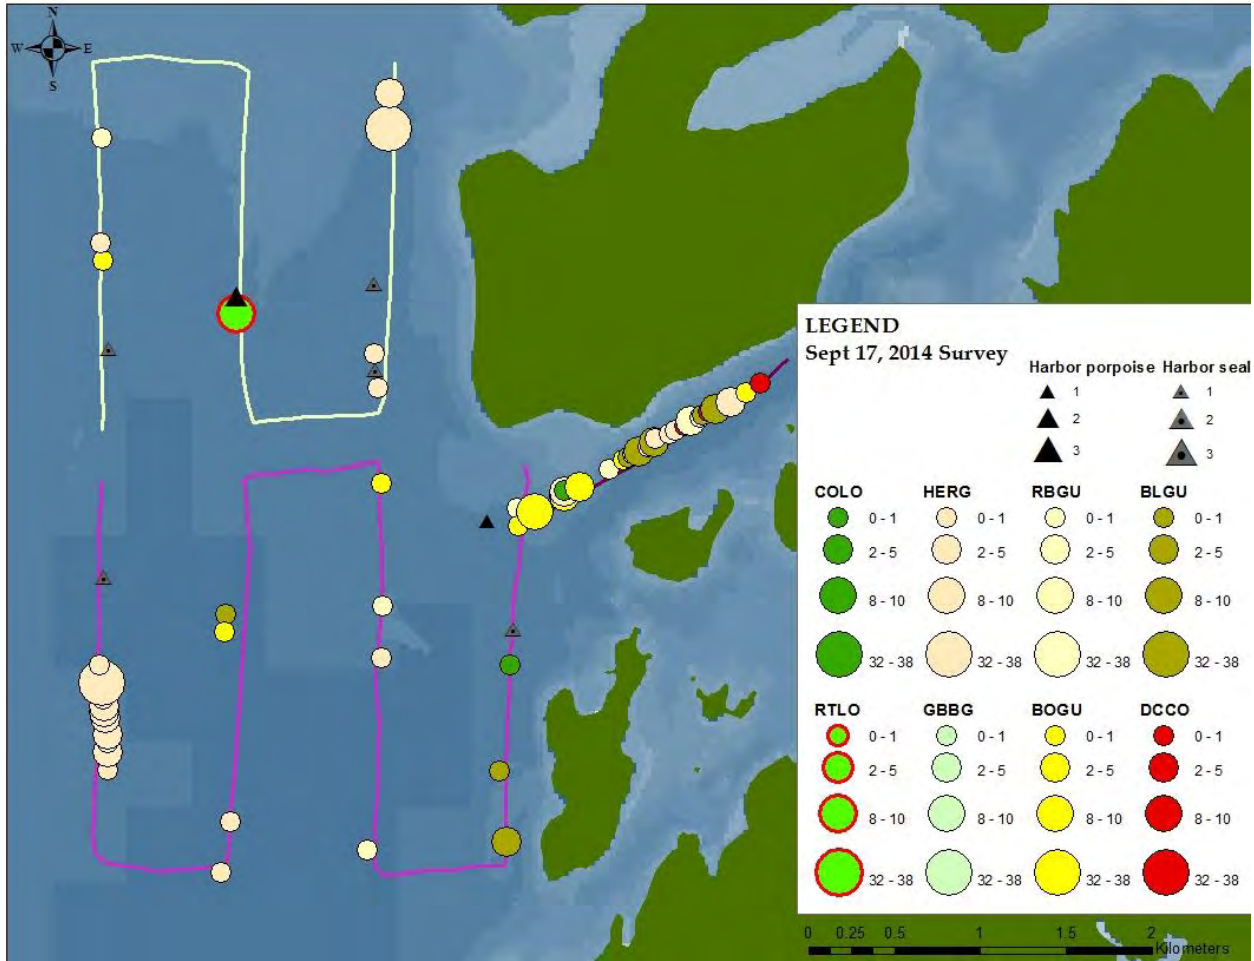 N
W E
S
LEGEND
Sept 17, 2014 Survey
Harbor porpoise Harbor seal
1 1
2 2
3 3
COLO HERG RBGU BLGU
0 - 1 0 - 1 0 - 1 0 - 1
2 - 5 2 - 5 2 - 5 2 - 5
8 - 10 8 - 10 8 - 10 8 - 10
32 - 38 32 - 38 32 - 38 32 - 38
RTLO GBBG BOGU DCCO
0 - 1 0 - 1 0 - 1 0 - 1
2 - 5 2 - 5 2 - 5 2 - 5
8 - 10 8 - 10 8 - 10 8 - 10
32 - 38 32 - 38 32 - 38 32 - 38
0 0.25 0.5 1 1.5 2
Kilometers